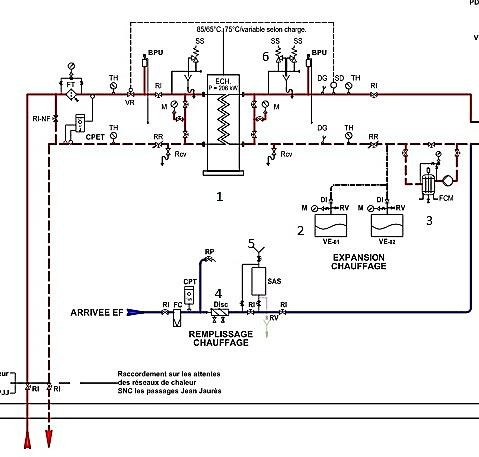 PD
V
85/65°C, 75°C/variable selon charge.
BPU
SS
SS
6
SS
SS
BPU
FT
TH
VR
RI
ECH.
P = 206 kW
M
M
DG
SD
TH
RI
RI-NF
CPET
TH
RR
Rcv
Rcv
DG
TH
RR
1
2
3
M
DI
RV
M
DI
RV
FCM
VE-01
VE-02
EXPANSION
CHAUFFAGE
RP
5
CPT
4
SAS
ARRIVEE EF
RI
FC
Disc
RI
RV
RI
REMPLISSAGE
CHAUFFAGE
eur
RI
RI
Raccordement sur les attentes
des réseaux de chaleur
SNC les passages Jean Jaurès